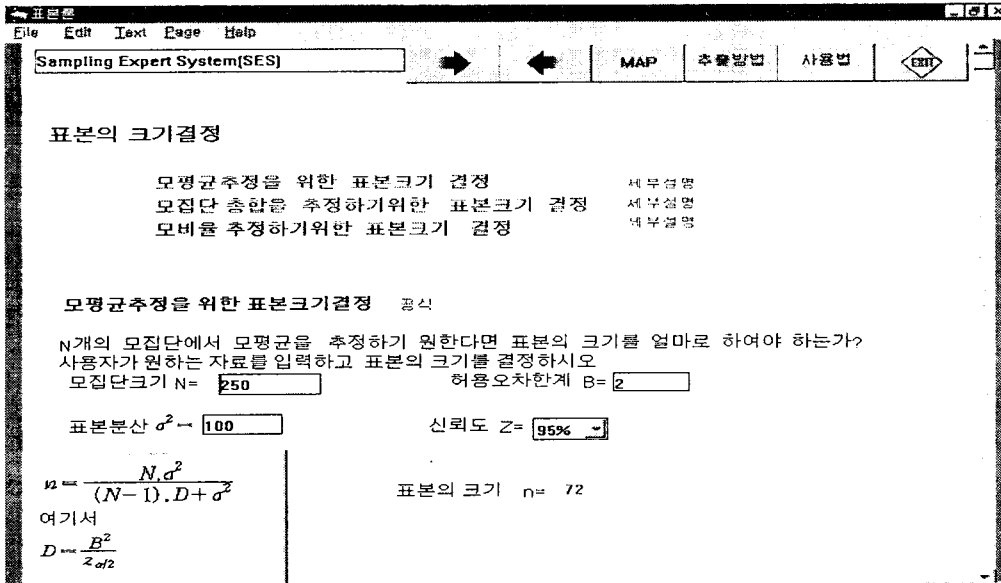 표본론
File Edit Text Page Help
Sampling Expert System(SES) MAP 추출방법 사용법 EXIT
표본의 크기결정
모평균추정을 위한 표본크기 결정 세부설명
모집단 총합을 추정하기위한 표본크기 결정 세부설명
모비율 추정하기위한 표본크기 결정 세부설명
모평균추정을 위한 표본크기결정 공식
N개의 모집단에서 모평균을 추정하기 원한다면 표본의 크기를 얼마로 하여야 하는가?
사용자가 원하는 자료를 입력하고 표본의 크기를 결정하시오
모집단크기 N= 250 허용오차한계 B= 2
표본분산 σ²= 100 신뢰도 Z= 95%
n = N.σ² / (N-1).D+σ²
표본의 크기 n= 72
여기서
D = B² / z α/2